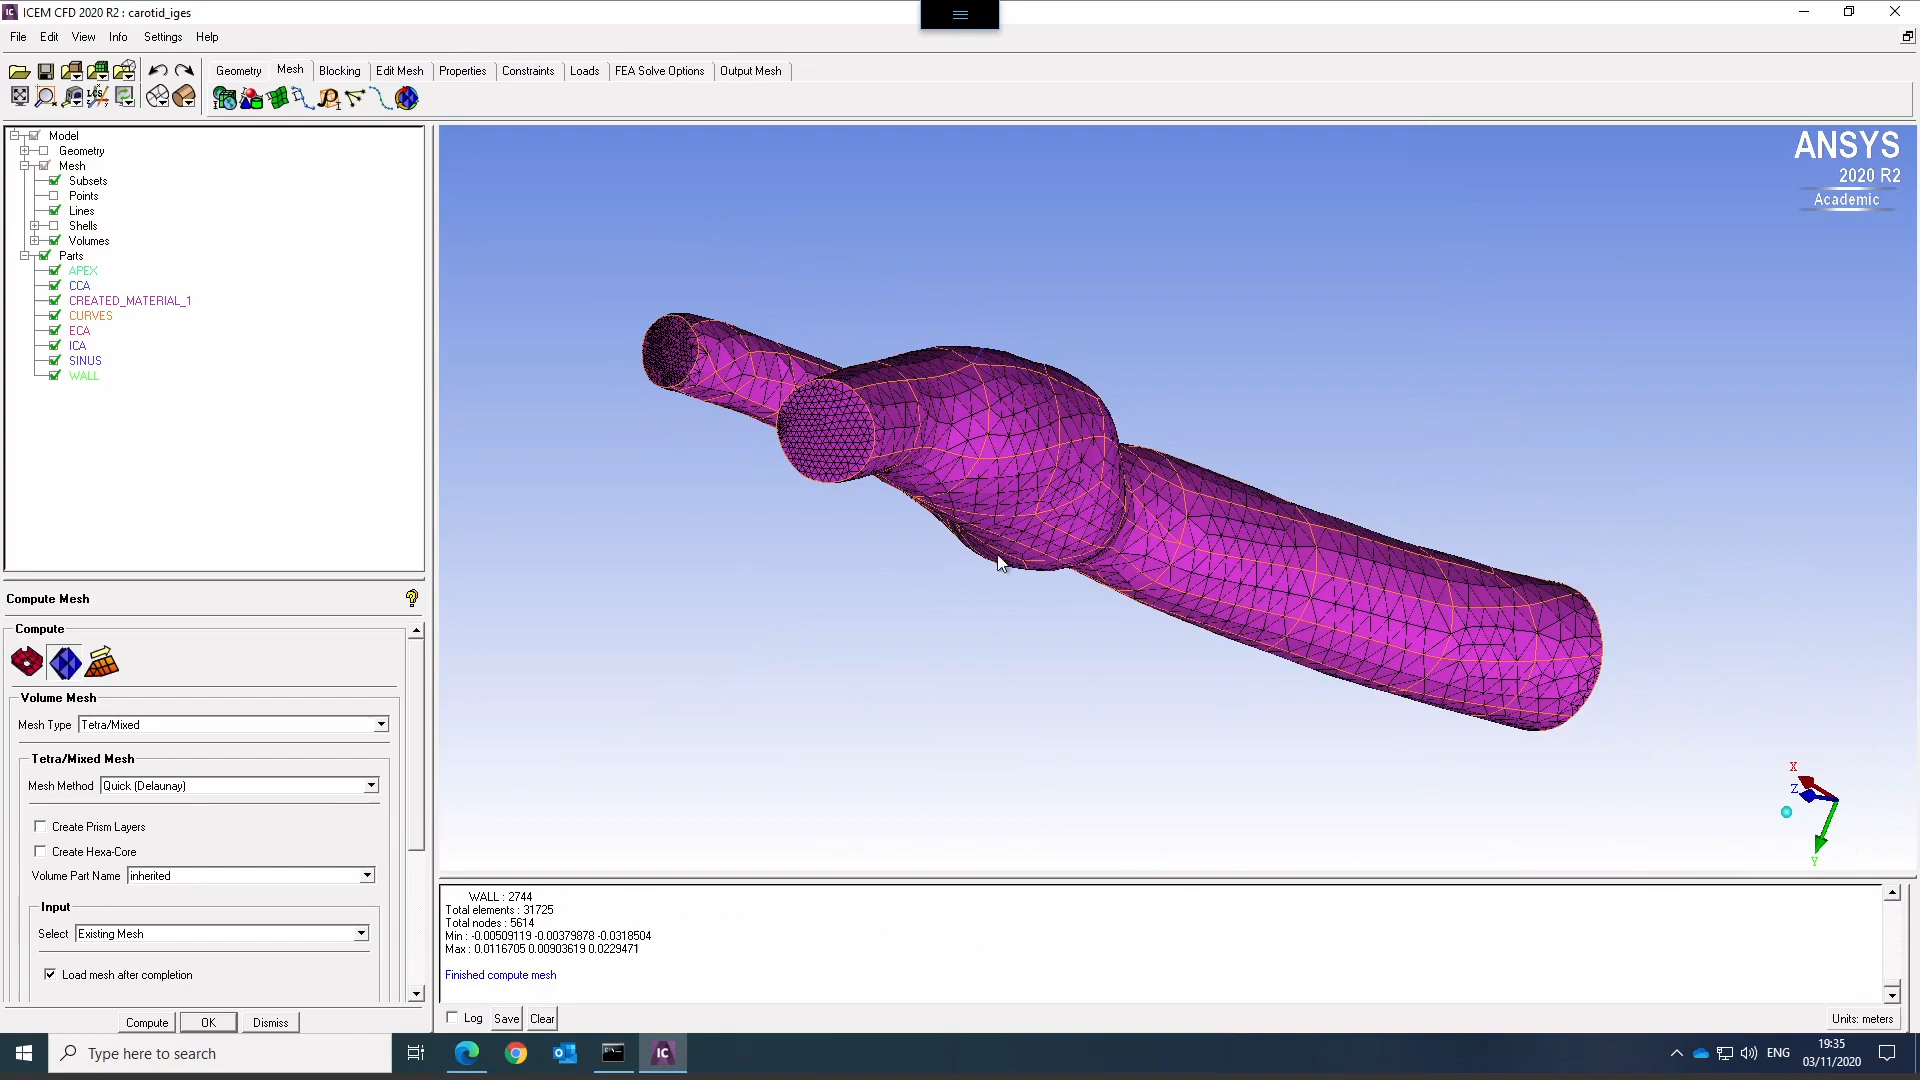 ICEM CFD 2020 R2 : carotid_iges
File Edit View Info Settings Help
Geometry Mesh Blocking Edit Mesh Properties Constraints Loads FEA Solve Options Output Mesh
Model
Geometry
Mesh
Subsets
Points
Lines
Shells
Volumes
Parts
APEX
CCA
CREATED_MATERIAL_1
CURVES
ECA
ICA
SINUS
WALL
ANSYS
2020 R2
Academic
Compute Mesh
Compute
Volume Mesh
Mesh Type Tetra/Mixed
Tetra/Mixed Mesh
Mesh Method Quick (Delaunay)
Create Prism Layers
Create Hexa-Core
Volume Part Name inherited
Input
Select Existing Mesh
Load mesh after completion
Compute OK Dismiss
X
Z
Y
WALL : 2744
Total elements : 31725
Total nodes : 5614
Min : -0.00509119 -0.00379878 -0.0318504
Max : 0.0116705 0.00903619 0.0229471
Finished compute mesh
Log Save Clear
Units: meters
Type here to search
IC
ENG
19:35
03/11/2020